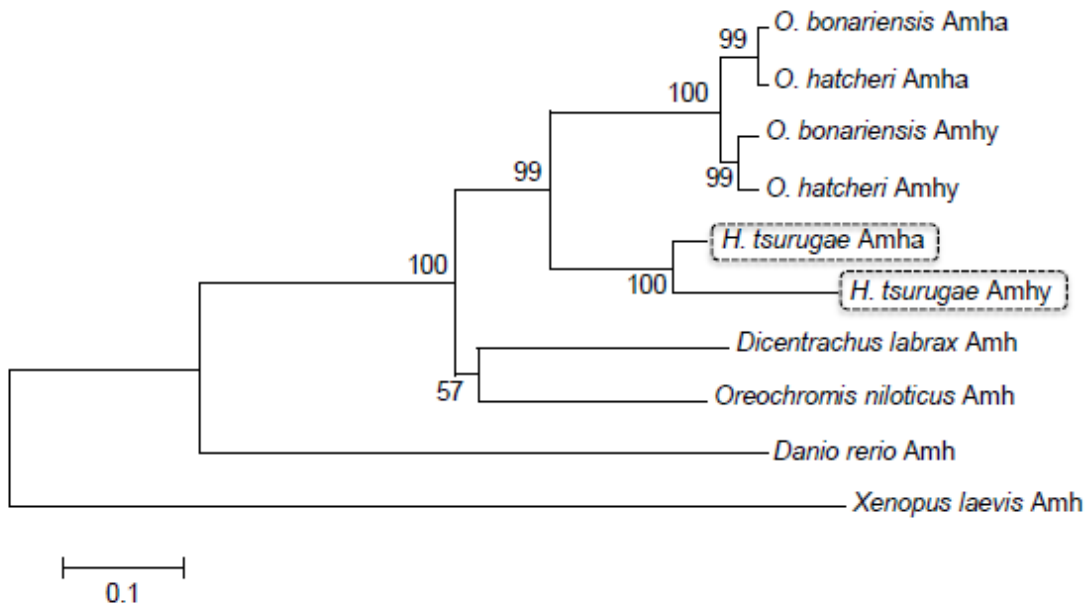 99
O. bonariensis Amha
O. hatcheri Amha
100
O. bonariensis Amhy
99
O. hatcheri Amhy
99
H. tsurugae Amha
100
H. tsurugae Amhy
100
Dicentrachus labrax Amh
57
Oreochromis niloticus Amh
Danio rerio Amh
Xenopus laevis Amh
0.1